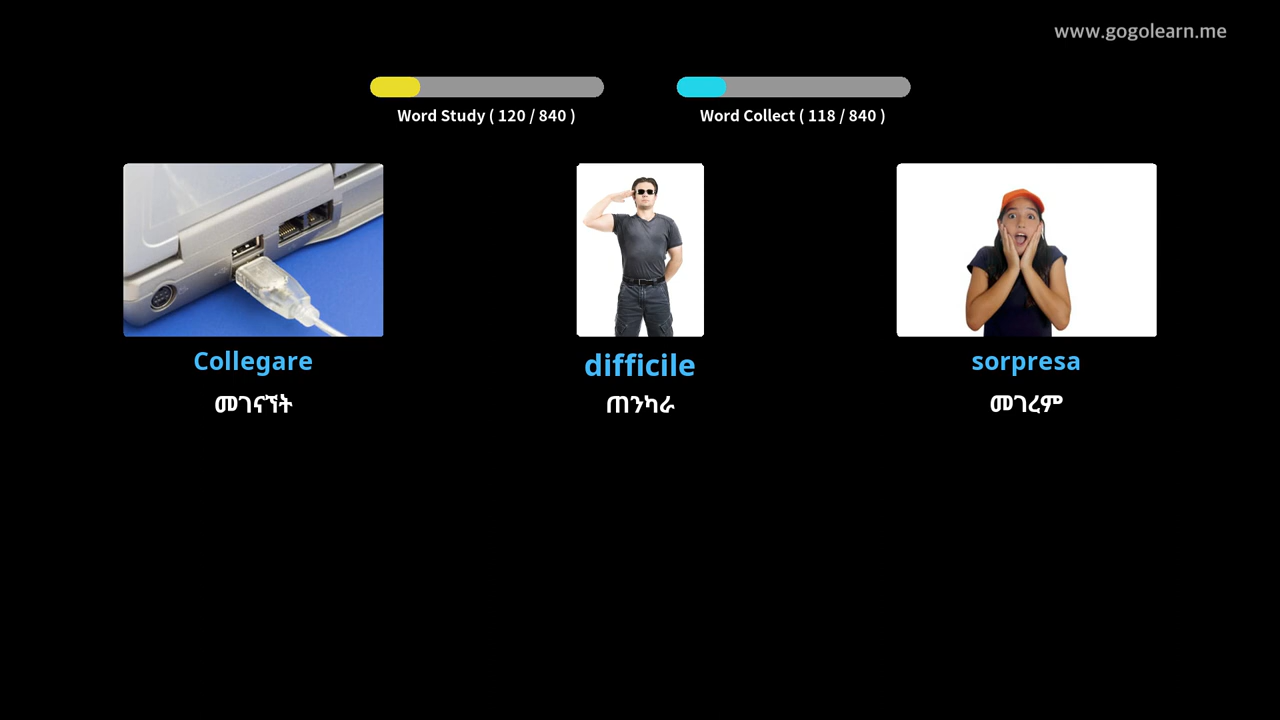 www.gogolearn.me
Word Study ( 120 / 840 )
Word Collect ( 118 / 840 )
Collegare
difficile
sorpresa
መገናኘት
ጠንካራ
መገረም